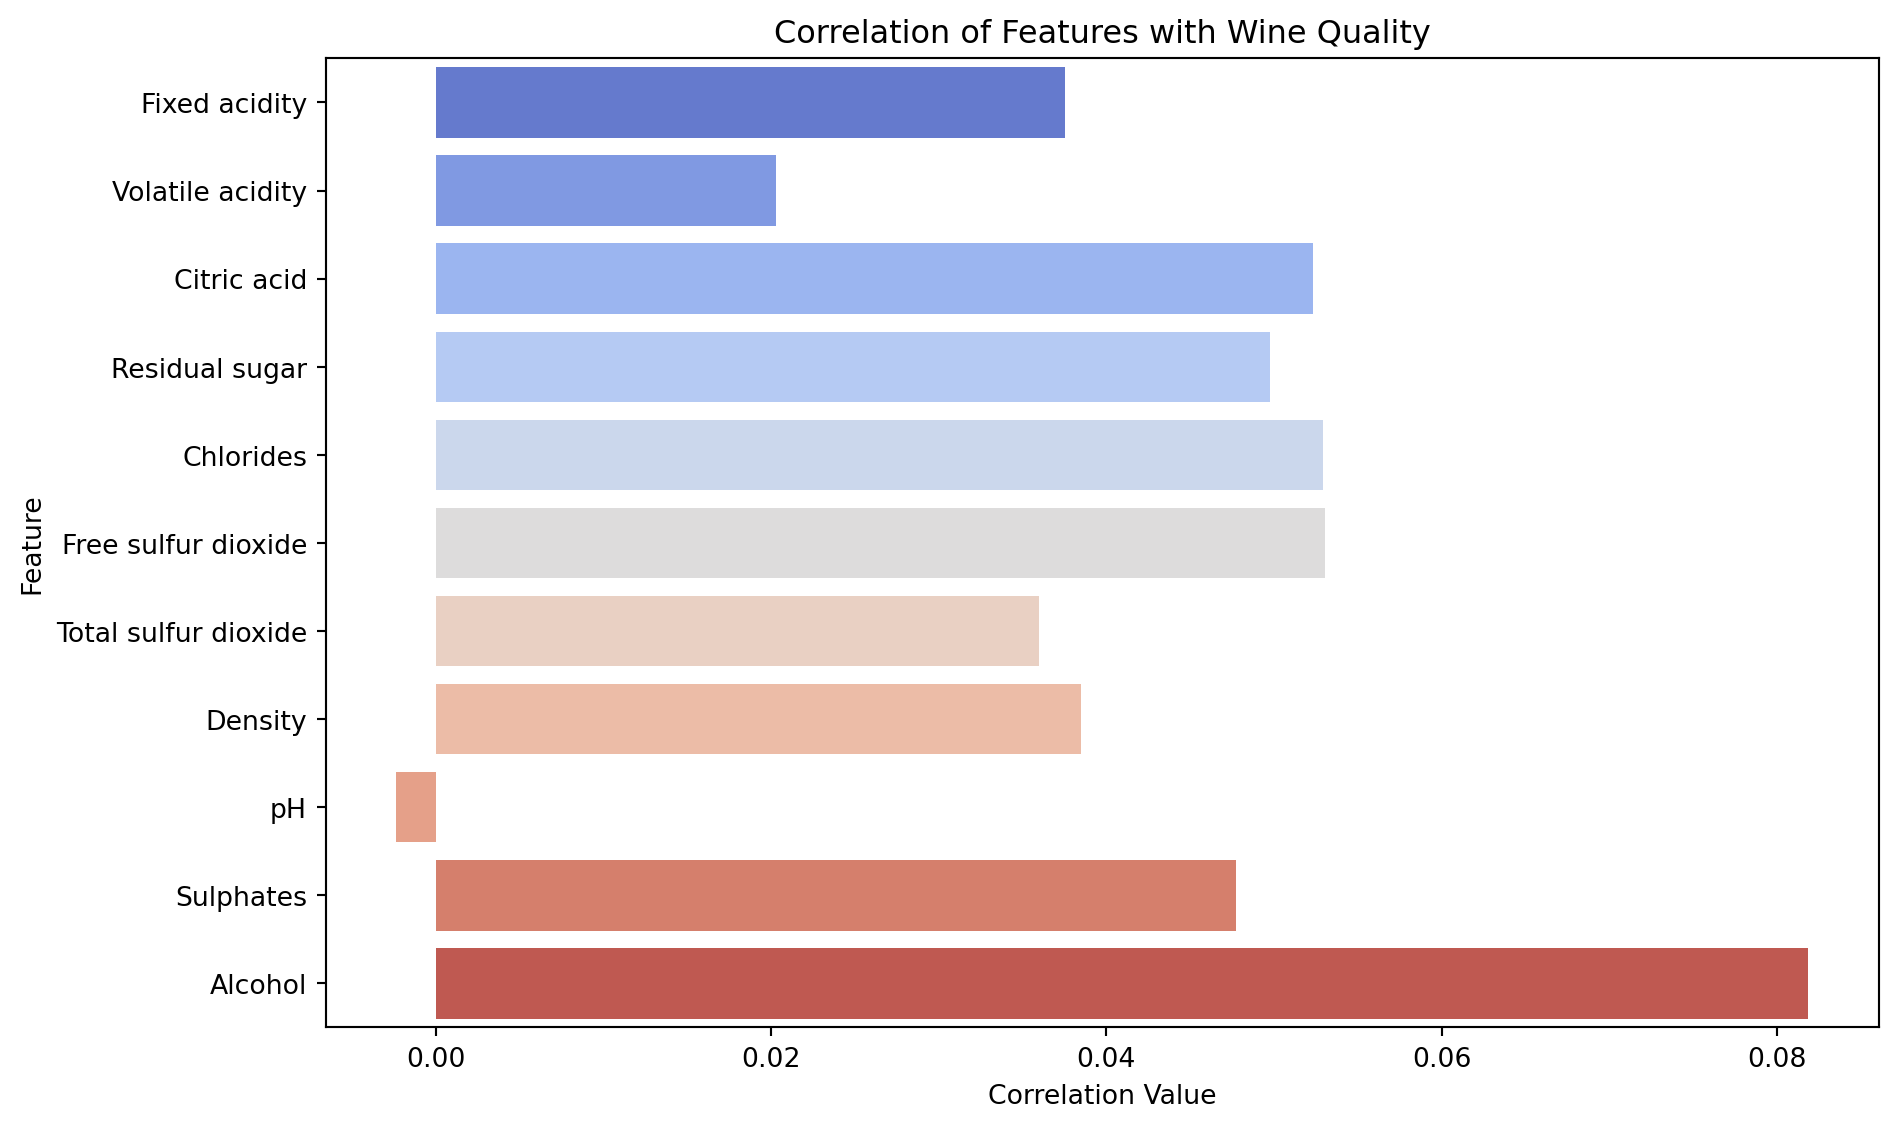 Correlation of Features with Wine Quality
Fixed acidity
Volatile acidity
Citric acid
Residual sugar
Chlorides
Free sulfur dioxide
Total sulfur dioxide
Density
pH
Sulphates
Alcohol
Feature
0.00 0.02 0.04 0.06 0.08
Correlation Value